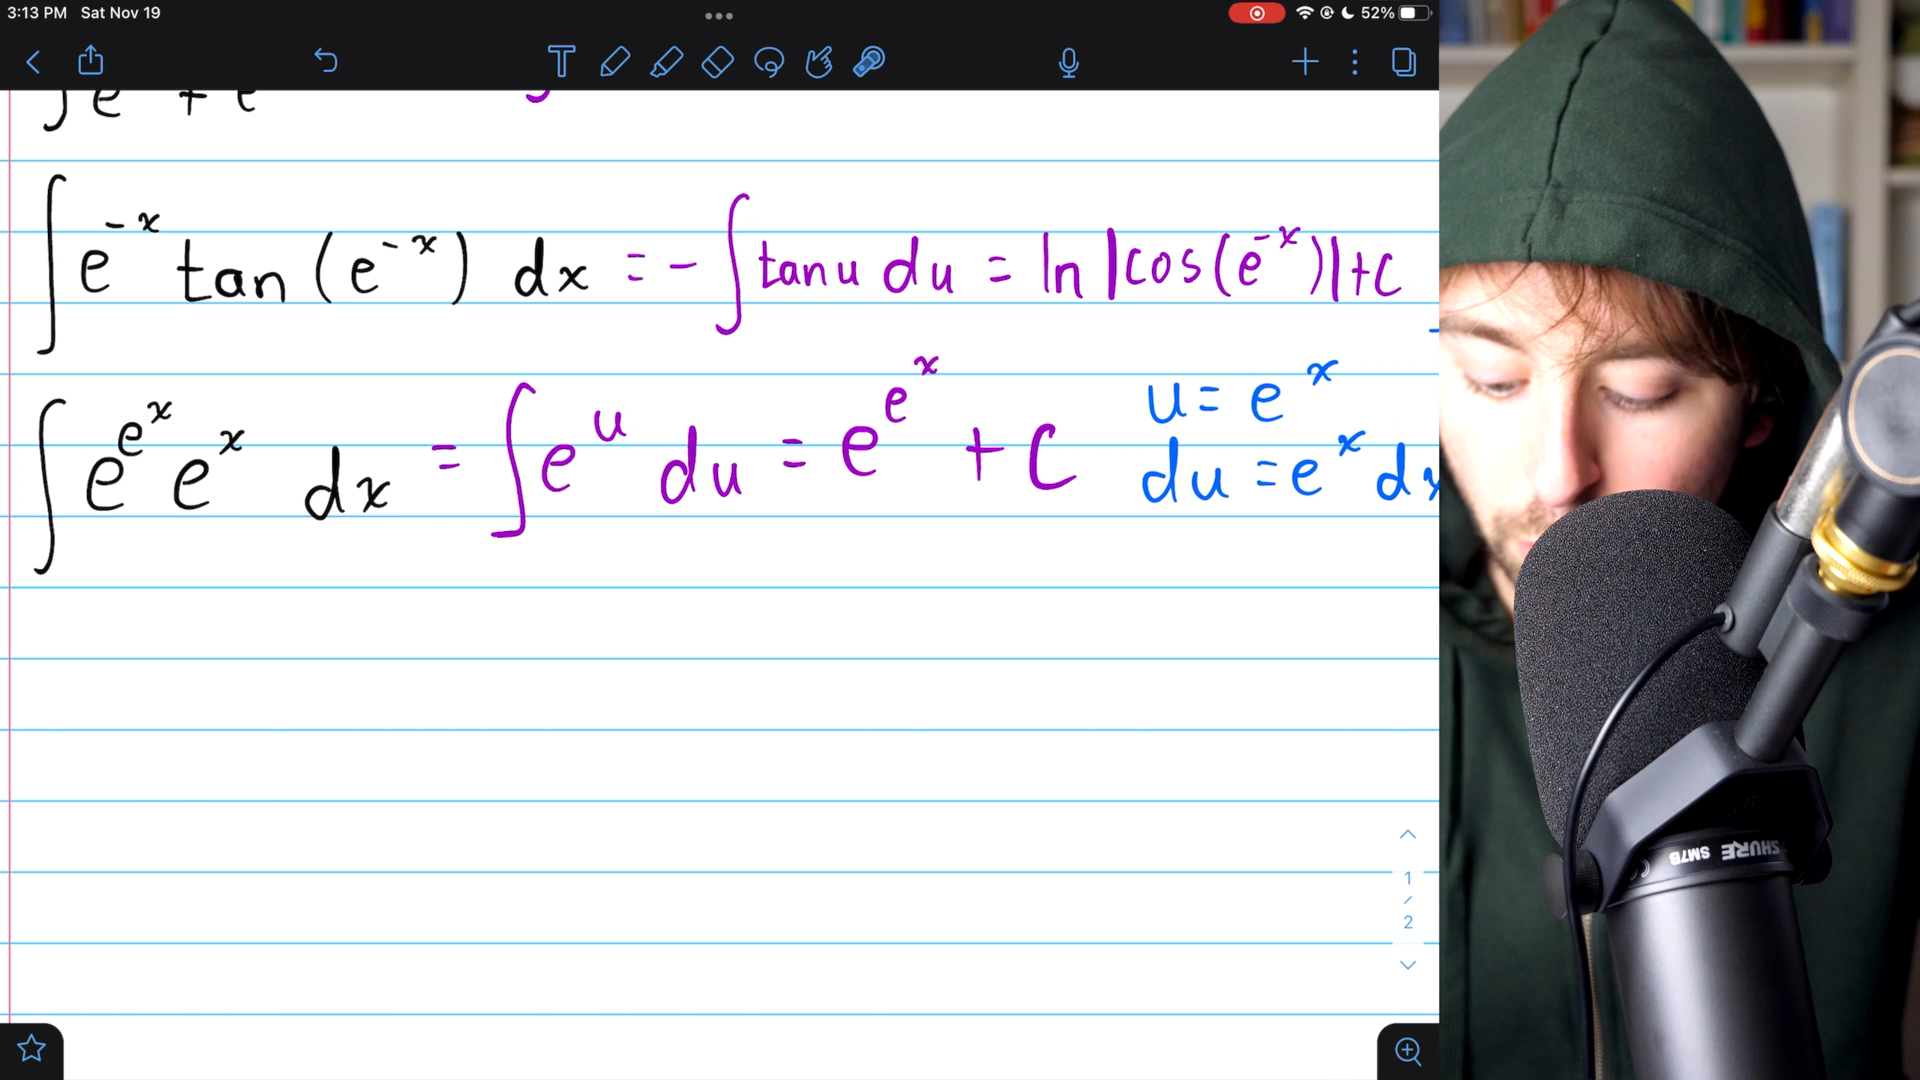 3:13 PM Sat Nov 19
52%
∫ e^{-x} tan(e^{-x}) dx = -∫ tan u du = ln|cos(e^{-x})| + C
∫ e^{e^x} e^x dx = ∫ e^u du = e^{e^x} + C
u = e^x
du = e^x dx
1
/
2
SHURE SM7B